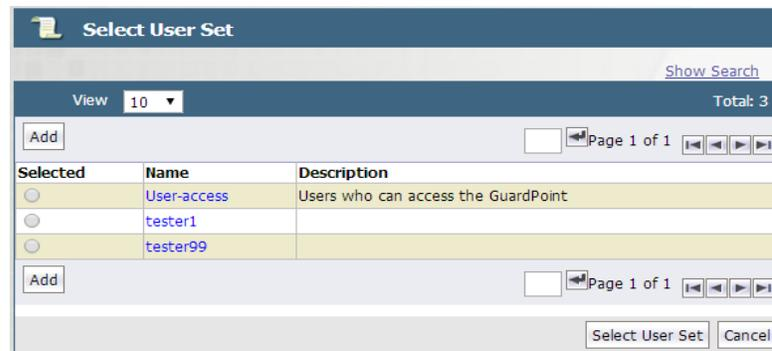 Select User Set
Show Search
View 10 Total: 3
Add Page 1 of 1
Selected Name Description
User-access Users who can access the GuardPoint
tester1
tester99
Add Page 1 of 1
Select User Set Cancel